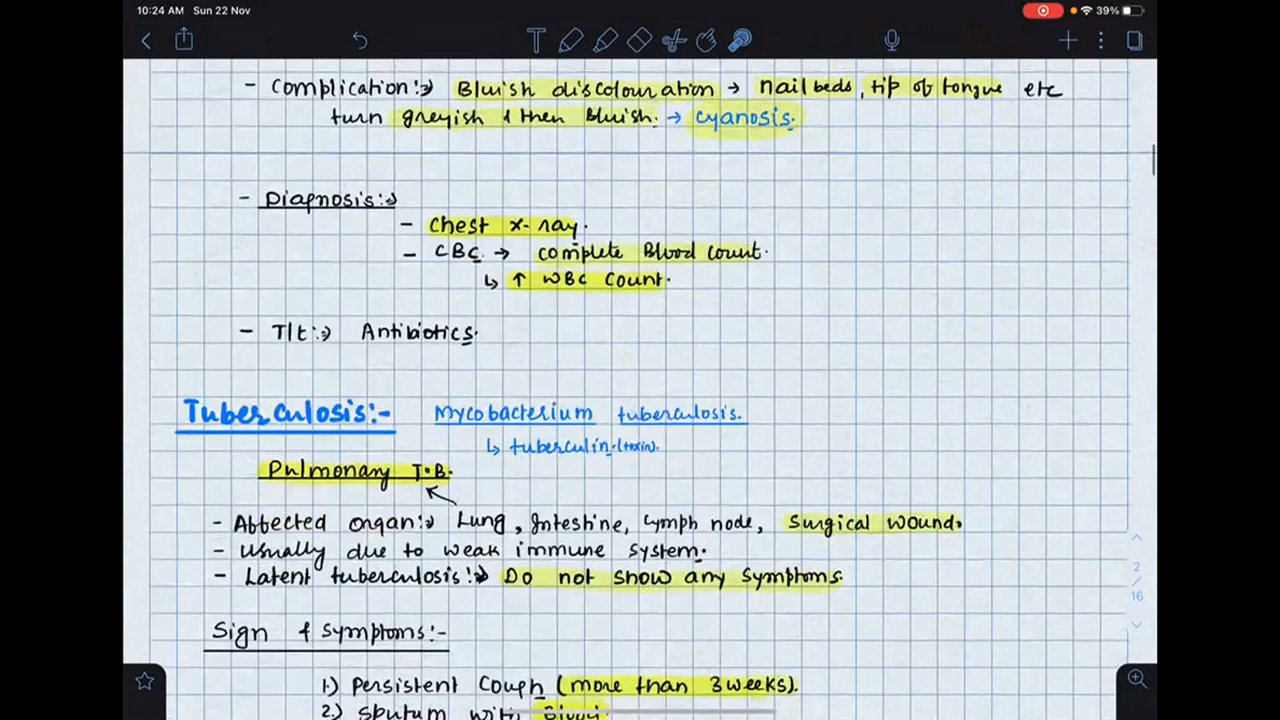 10:24 AM Sun 22 Nov
39%
- Complication:→ Bluish discolouration → nail beds, tip of tongue etc
turn greyish & then Bluish. → cyanosis.
- Diagnosis:→
- Chest x-ray.
- CBC → complete Blood count.
↳ ↑ WBC Count.
- T/t:→ Antibiotics.
Tuberculosis:- Mycobacterium tuberculosis.
↳ tuberculin. (toxin).
Pulmonary T.B.
- Affected organ:→ Lung, Intestine, Lymph node, Surgical wound.
- Usually due to weak immune system.
- Latent tuberculosis:→ Do not show any symptoms.
2
/
16
Sign & symptoms:-
1.) Persistent Cough (more than 3 weeks).
2.) Sputum with Blood.